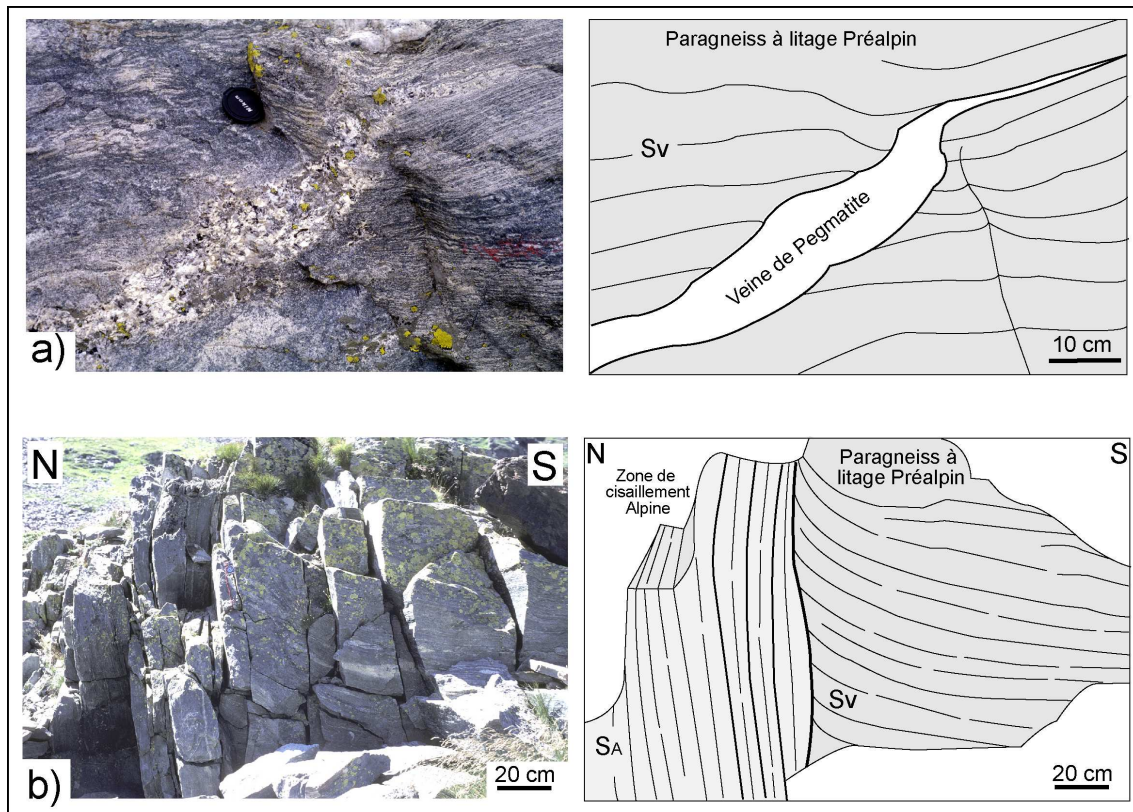 Paragneiss à litage Préalpin
Nikon
Sv
Veine de Pegmatite
a)
10 cm
N
S
N
Zone de
cisaillement
Alpine
Paragneiss à
litage Préalpin
S
Sv
SA
b)
20 cm
20 cm